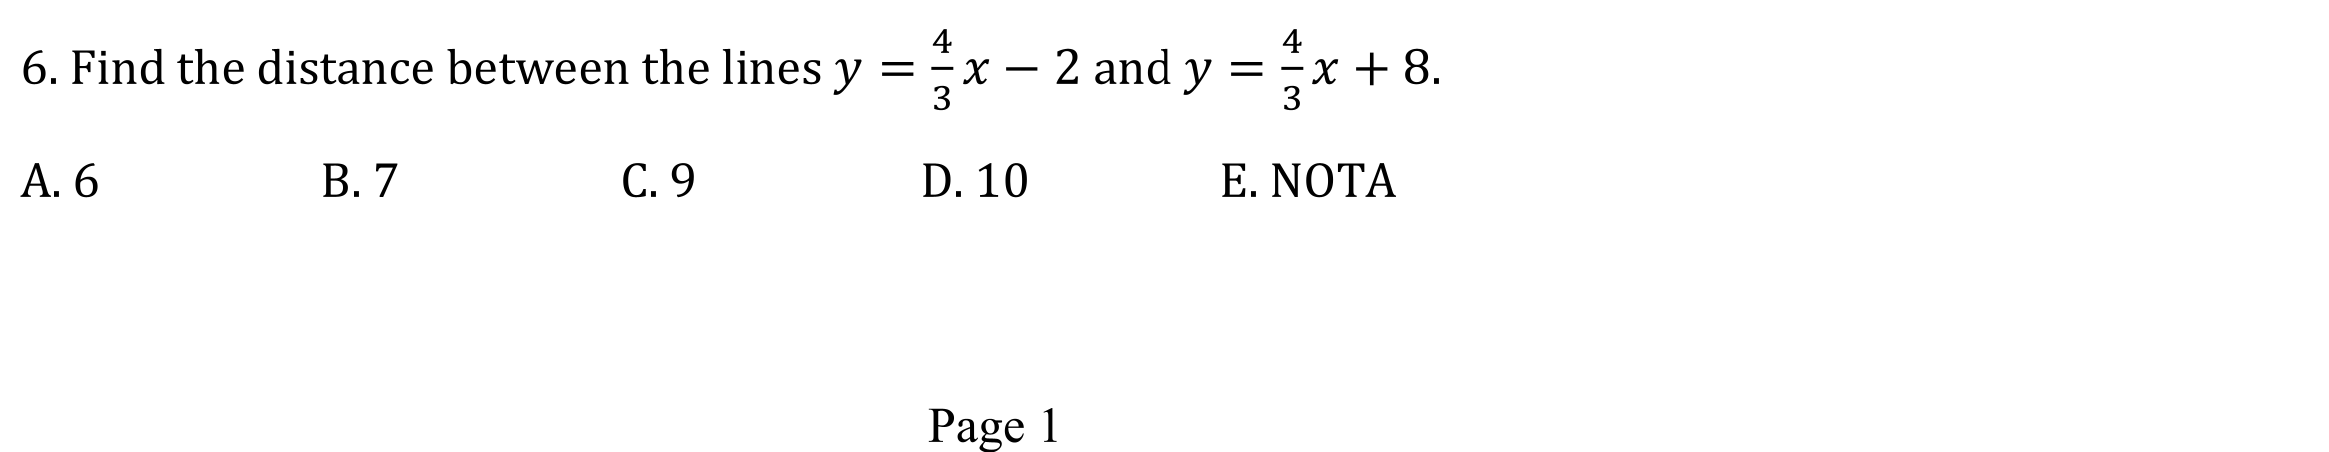 6. Find the distance between the lines y = 4/3 x − 2 and y = 4/3 x + 8.
A. 6 B. 7 C. 9 D. 10 E. NOTA
Page 1